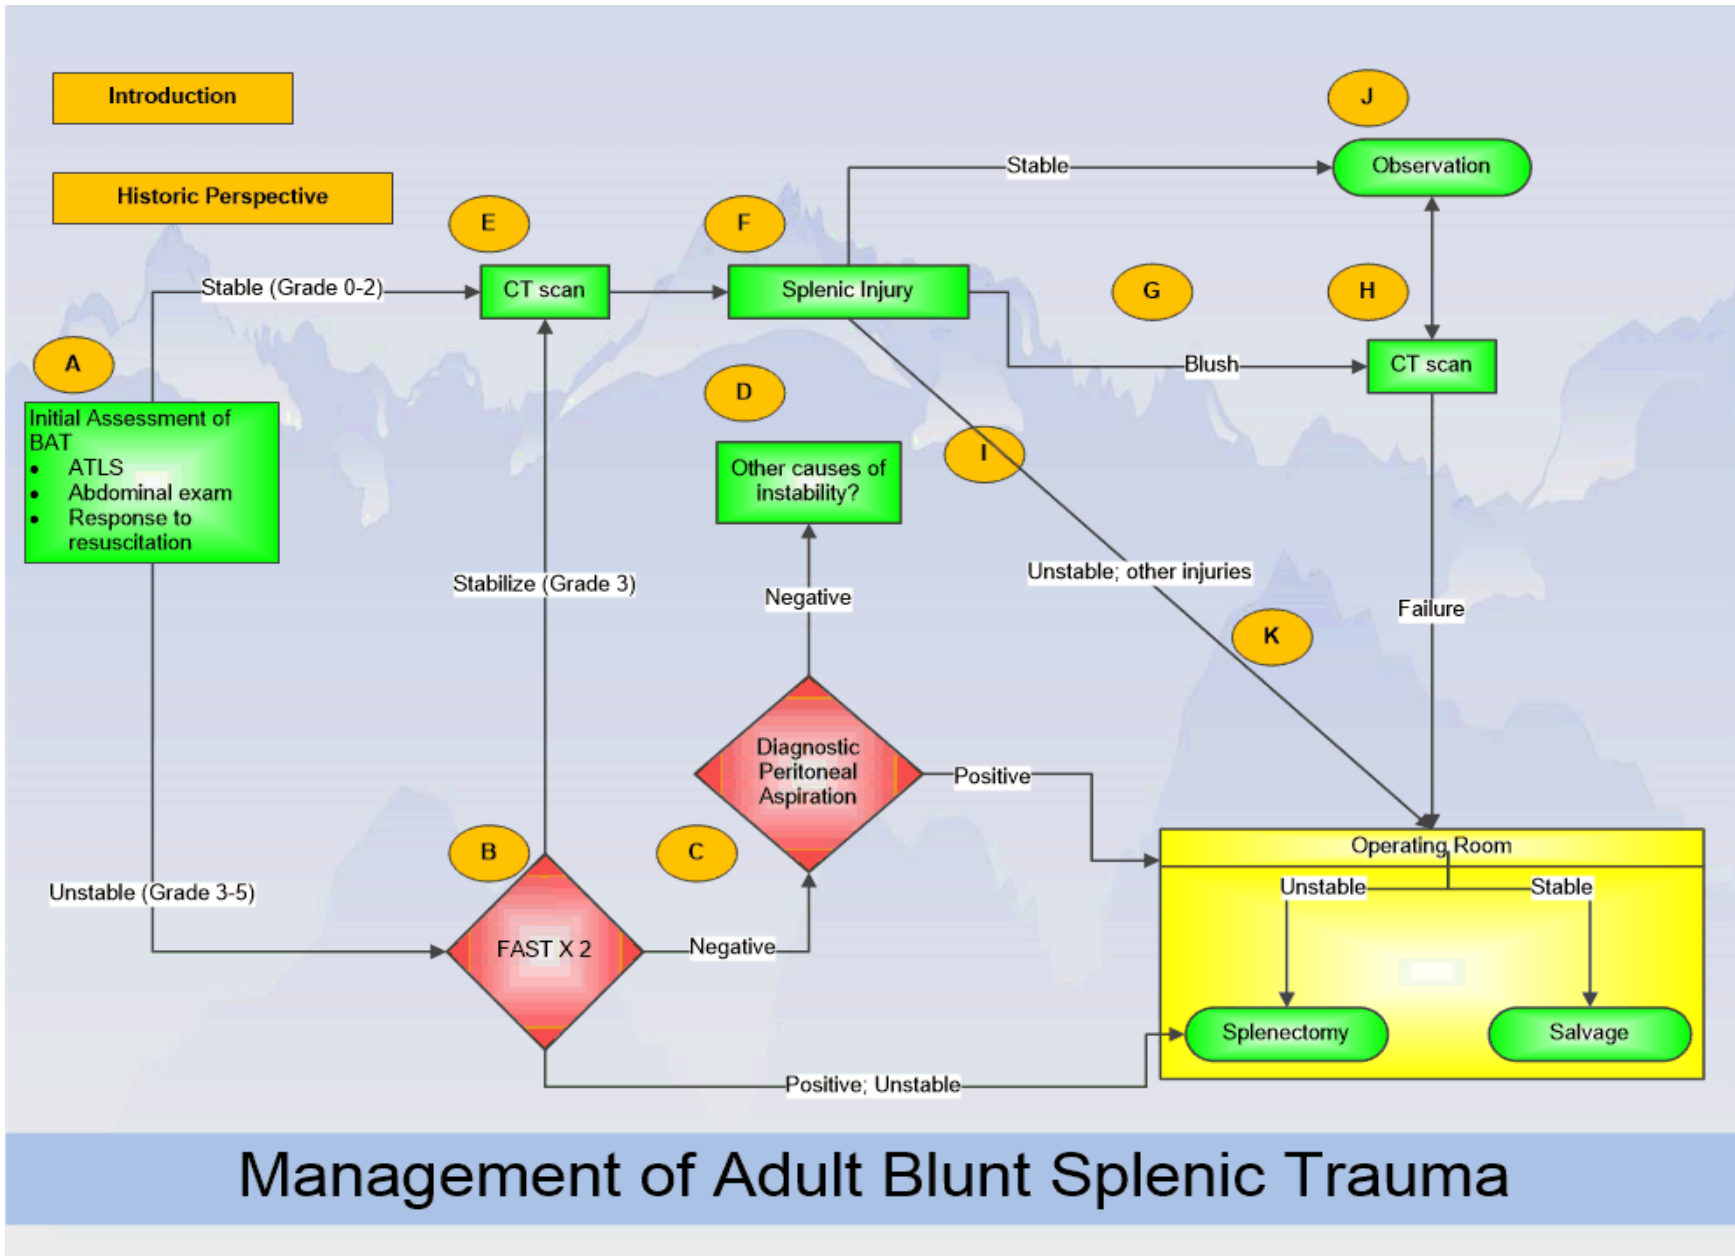 Introduction
J
Stable
Observation
Historic Perspective
E
F
Stable (Grade 0-2)
CT scan
Splenic Injury
G
H
A
Blush
CT scan
D
Initial Assessment of
BAT
• ATLS
• Abdominal exam
• Response to
resuscitation
I
Other causes of
instability?
Stabilize (Grade 3)
Negative
Unstable; other injuries
Failure
K
Diagnostic
Peritoneal
Aspiration
Positive
B
C
Operating Room
Unstable (Grade 3-5)
Unstable
Stable
FAST X 2
Negative
Splenectomy
Salvage
Positive; Unstable
Management of Adult Blunt Splenic Trauma